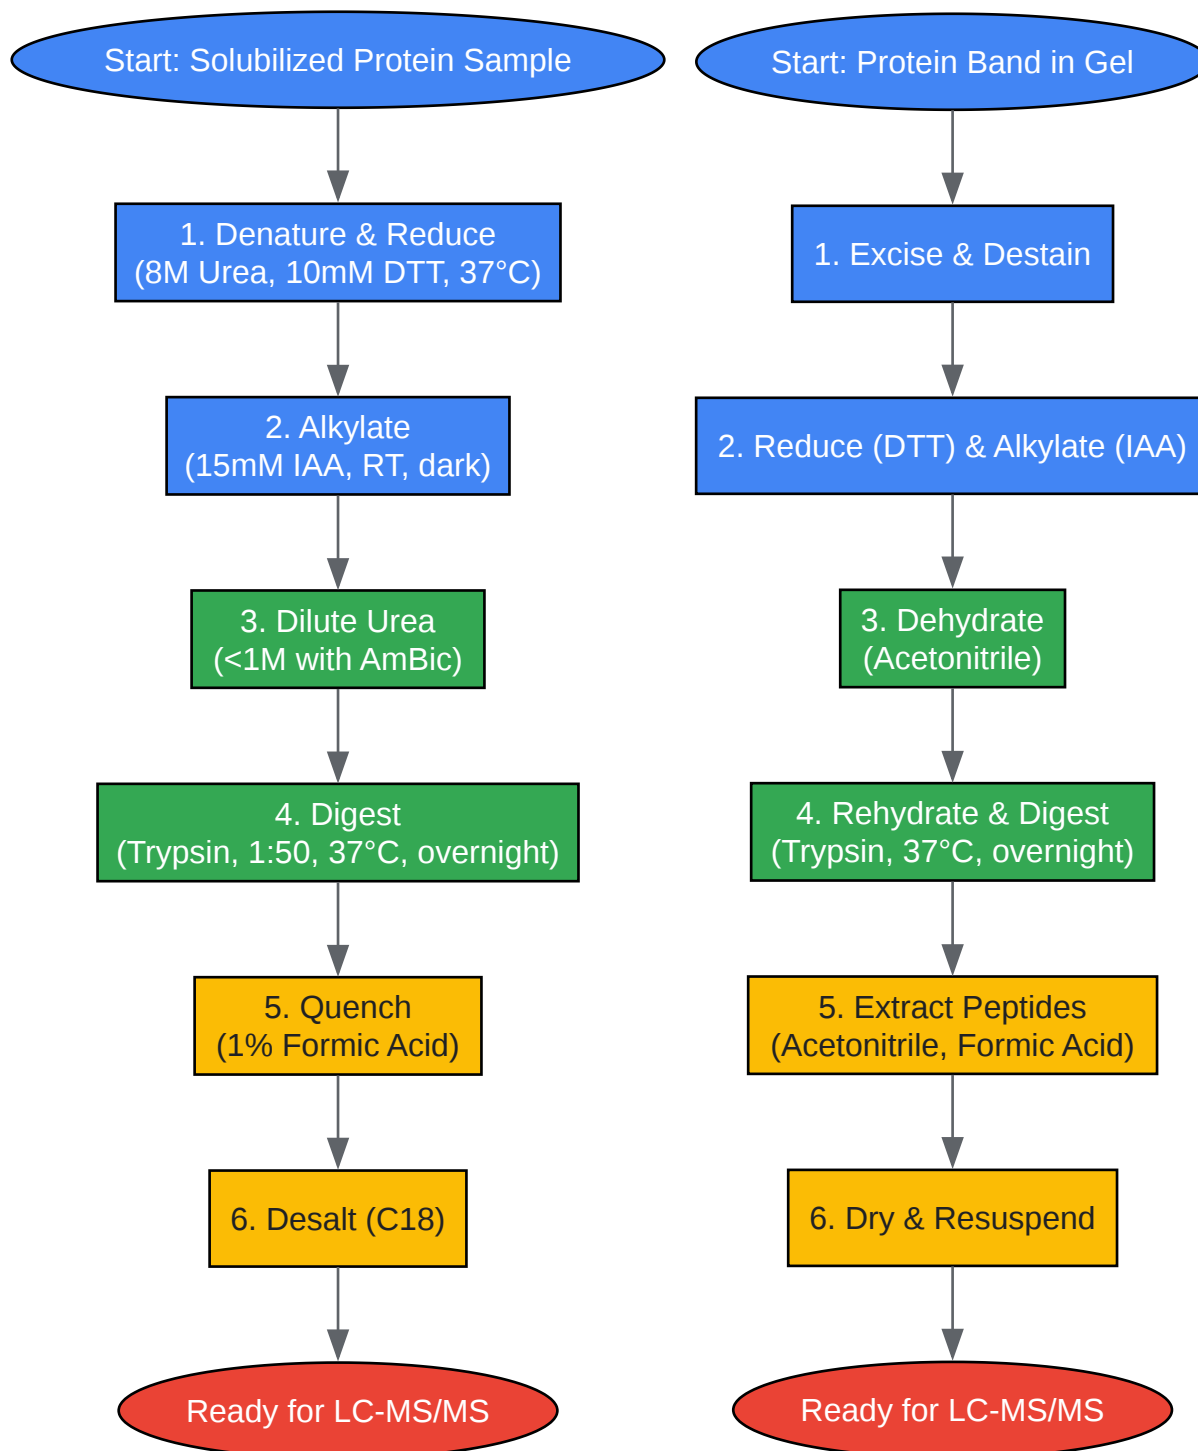 Start: Solubilized Protein Sample
1. Denature & Reduce
(8M Urea, 10mM DTT, 37°C)
2. Alkylate
(15mM IAA, RT, dark)
3. Dilute Urea
(<1M with AmBic)
4. Digest
(Trypsin, 1:50, 37°C, overnight)
5. Quench
(1% Formic Acid)
6. Desalt (C18)
Ready for LC-MS/MS
Start: Protein Band in Gel
1. Excise & Destain
2. Reduce (DTT) & Alkylate (IAA)
3. Dehydrate
(Acetonitrile)
4. Rehydrate & Digest
(Trypsin, 37°C, overnight)
5. Extract Peptides
(Acetonitrile, Formic Acid)
6. Dry & Resuspend
Ready for LC-MS/MS